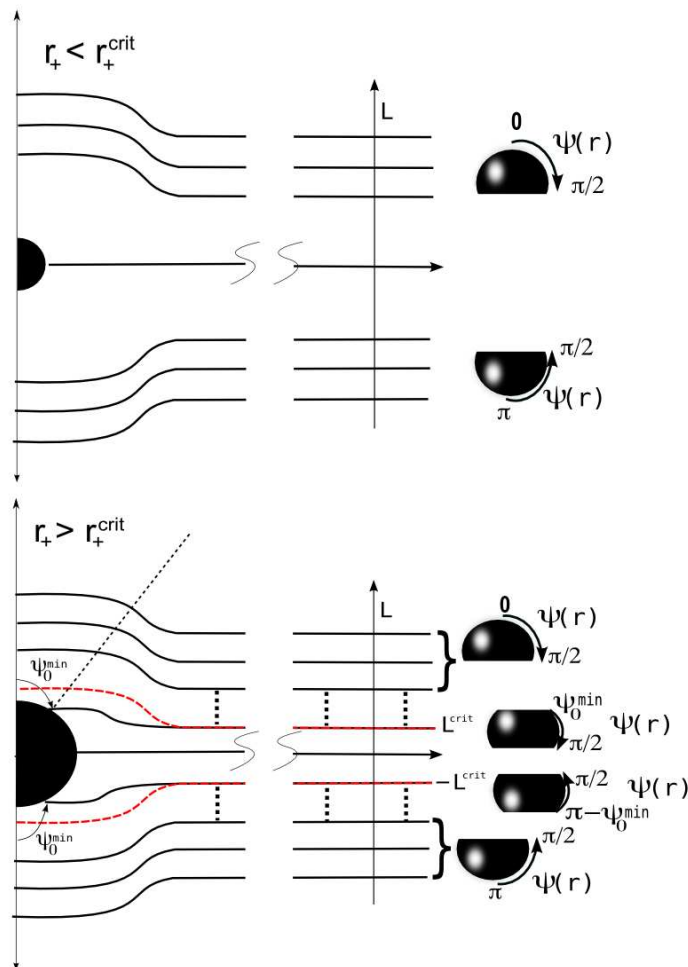 r₊ < r₊ᶜʳⁱᵗ
L
0
Ψ(r)
π/2
π/2
Ψ(r)
π
r₊ > r₊ᶜʳⁱᵗ
L
0
Ψ(r)
π/2
Ψ₀ᵐⁱⁿ
Lᶜʳⁱᵗ
Ψ₀ᵐⁱⁿ
Ψ(r)
π/2
−Lᶜʳⁱᵗ
π/2
Ψ(r)
π−Ψ₀ᵐⁱⁿ
Ψ₀ᵐⁱⁿ
π/2
Ψ(r)
π